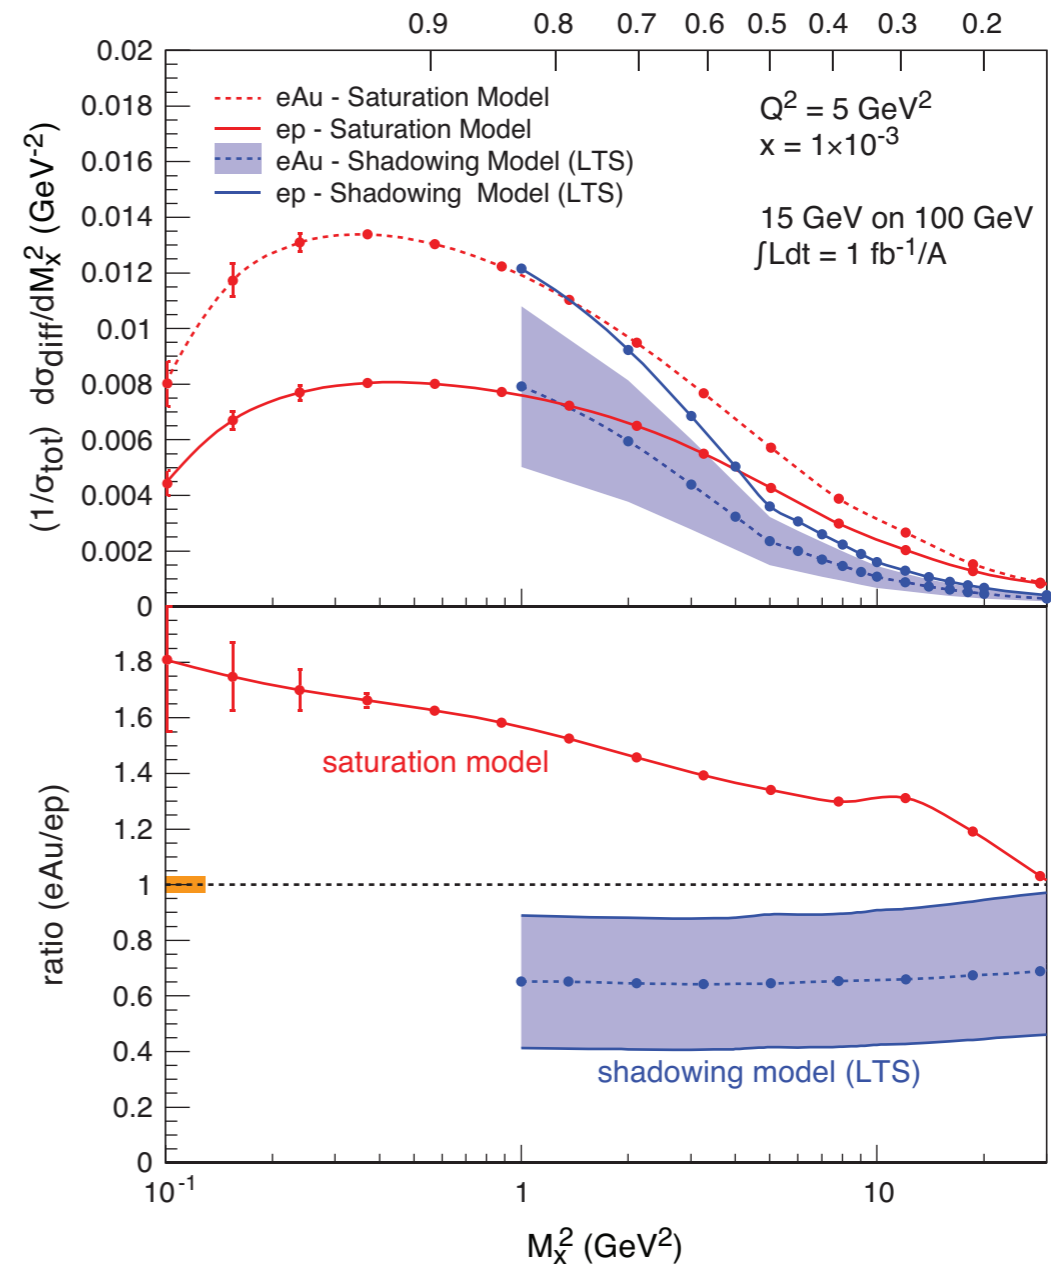 0.9 0.8 0.7 0.6 0.5 0.4 0.3 0.2
0.02
0.018
0.016
0.014
0.012
0.01
0.008
0.006
0.004
0.002
0
(1/σtot) dσdiff/dMx² (GeV⁻²)
eAu - Saturation Model
ep - Saturation Model
eAu - Shadowing Model (LTS)
ep - Shadowing Model (LTS)
Q² = 5 GeV²
x = 1×10⁻³
15 GeV on 100 GeV
∫Ldt = 1 fb⁻¹/A
1.8
1.6
1.4
1.2
1
0.8
0.6
0.4
0.2
0
ratio (eAu/ep)
saturation model
shadowing model (LTS)
10⁻¹ 1 10
Mx² (GeV²)